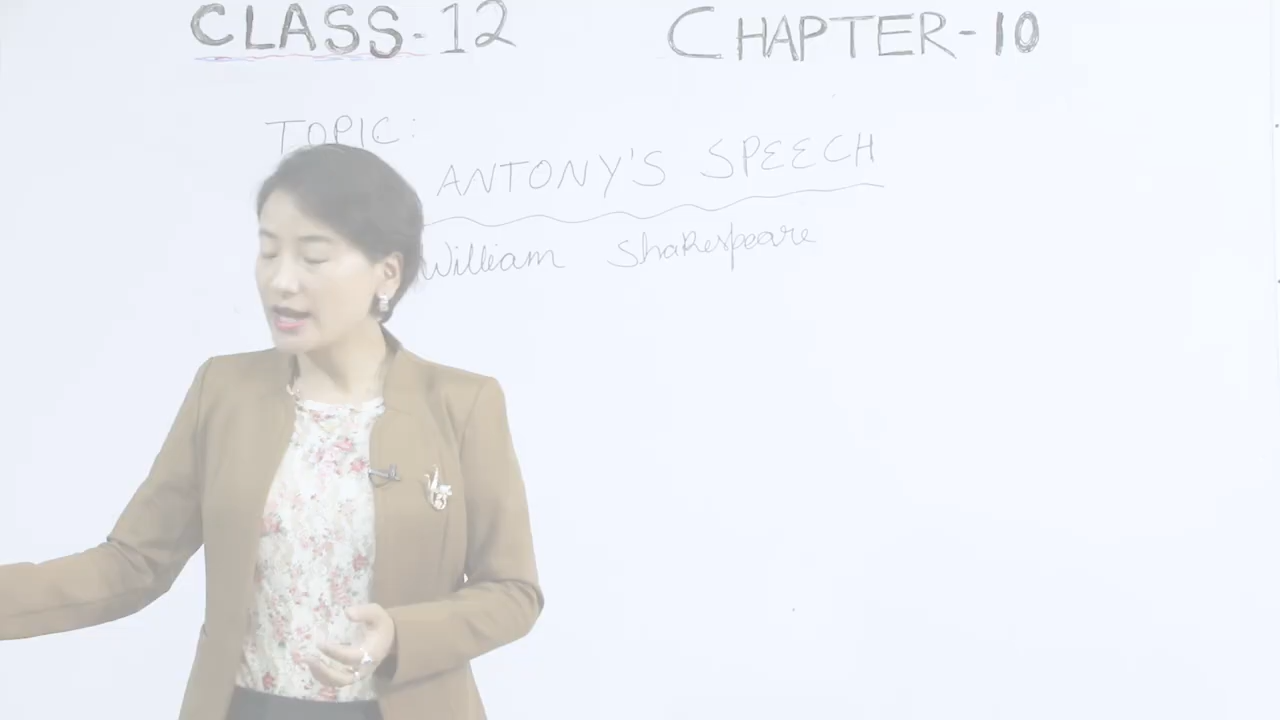 CLASS-12 CHAPTER-10
TOPIC:
ANTONY'S SPEECH
William Shakespeare